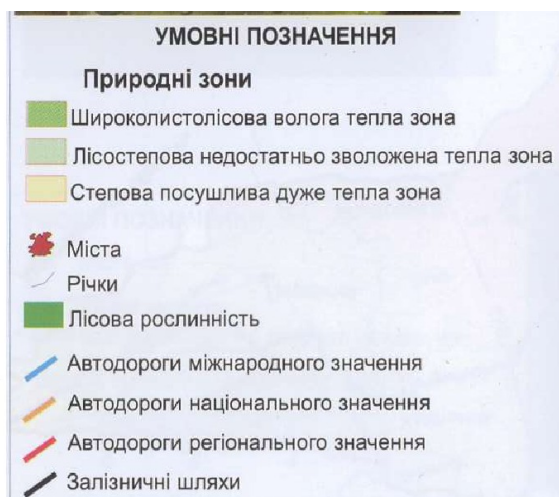 УМОВНІ ПОЗНАЧЕННЯ
Природні зони
Широколистолісова волога тепла зона
Лісостепова недостатньо зволожена тепла зона
Степова посушлива дуже тепла зона
Міста
Річки
Лісова рослинність
Автодороги міжнародного значення
Автодороги національного значення
Автодороги регіонального значення
Залізничні шляхи